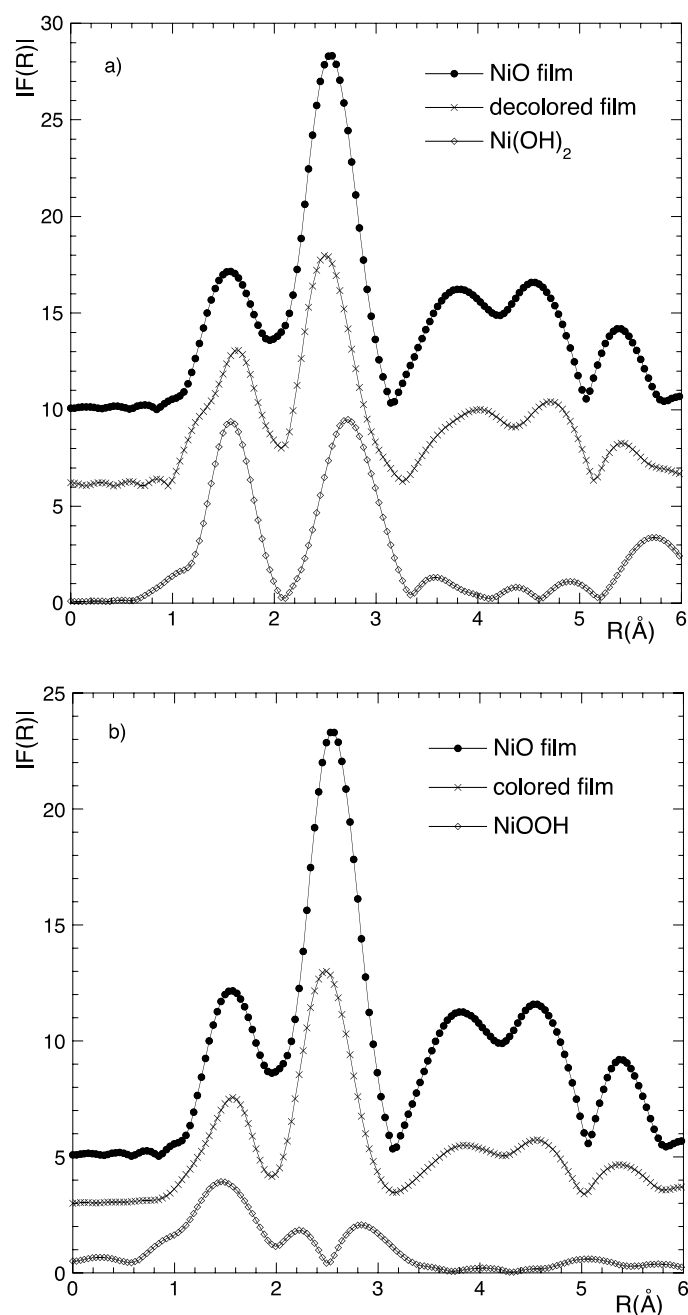 |F(R)|
30
25
20
15
10
5
0
a)
NiO film
decolored film
Ni(OH)₂
0 1 2 3 4 5 6
R(Å)
|F(R)|
25
20
15
10
5
0
b)
NiO film
colored film
NiOOH
0 1 2 3 4 5 6
R(Å)